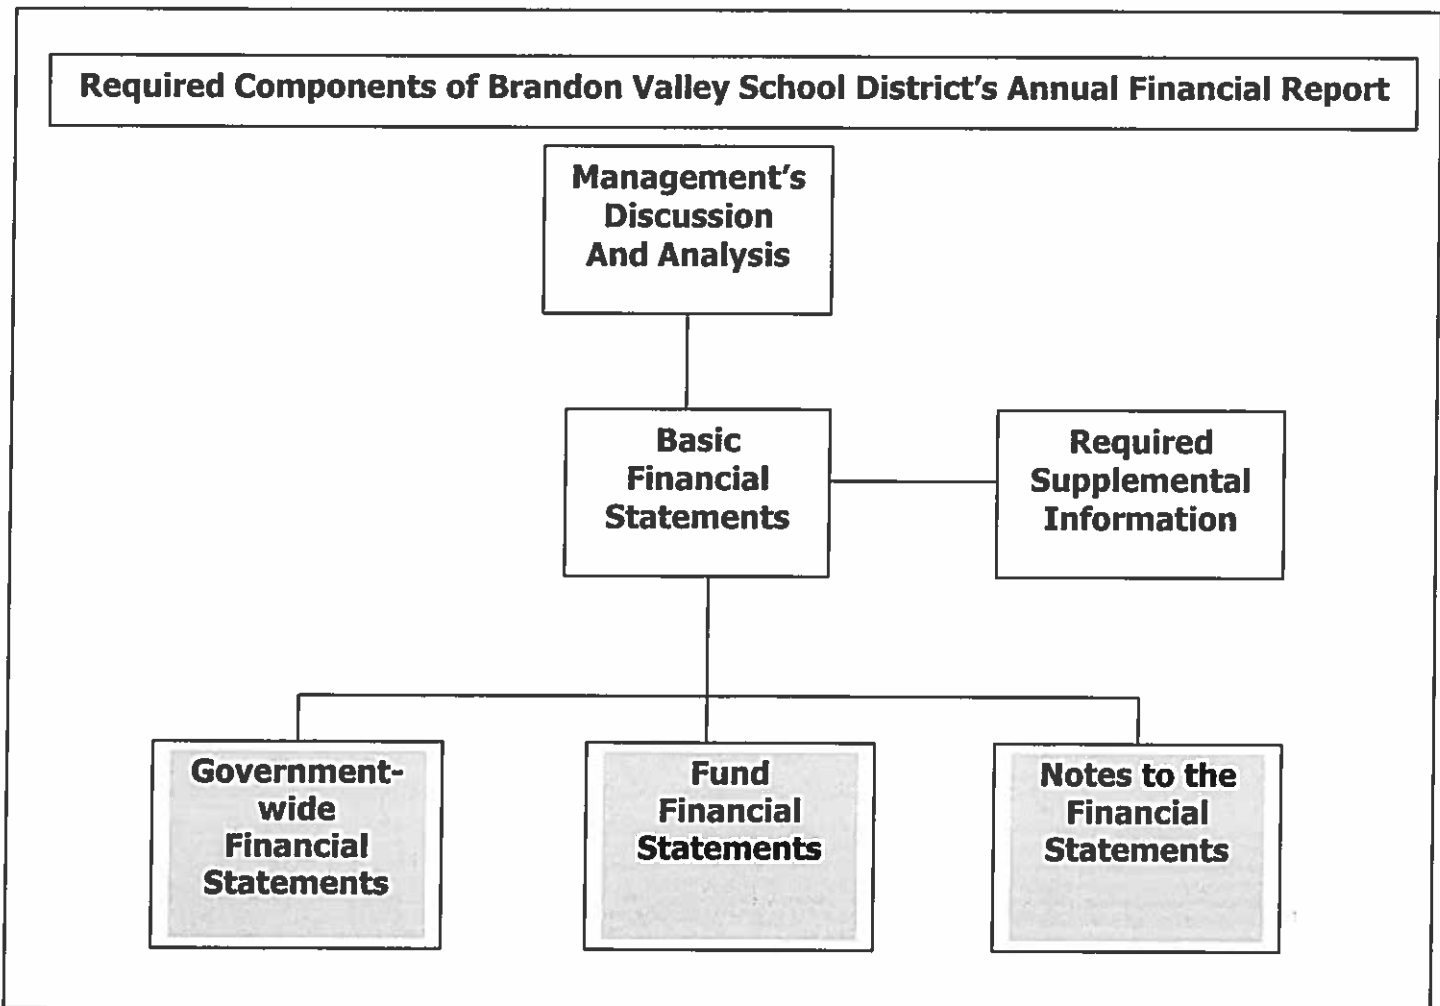 Required Components of Brandon Valley School District's Annual Financial Report
Management's
Discussion
And Analysis
Basic
Financial
Statements
Required
Supplemental
Information
Government-
wide
Financial
Statements
Fund
Financial
Statements
Notes to the
Financial
Statements